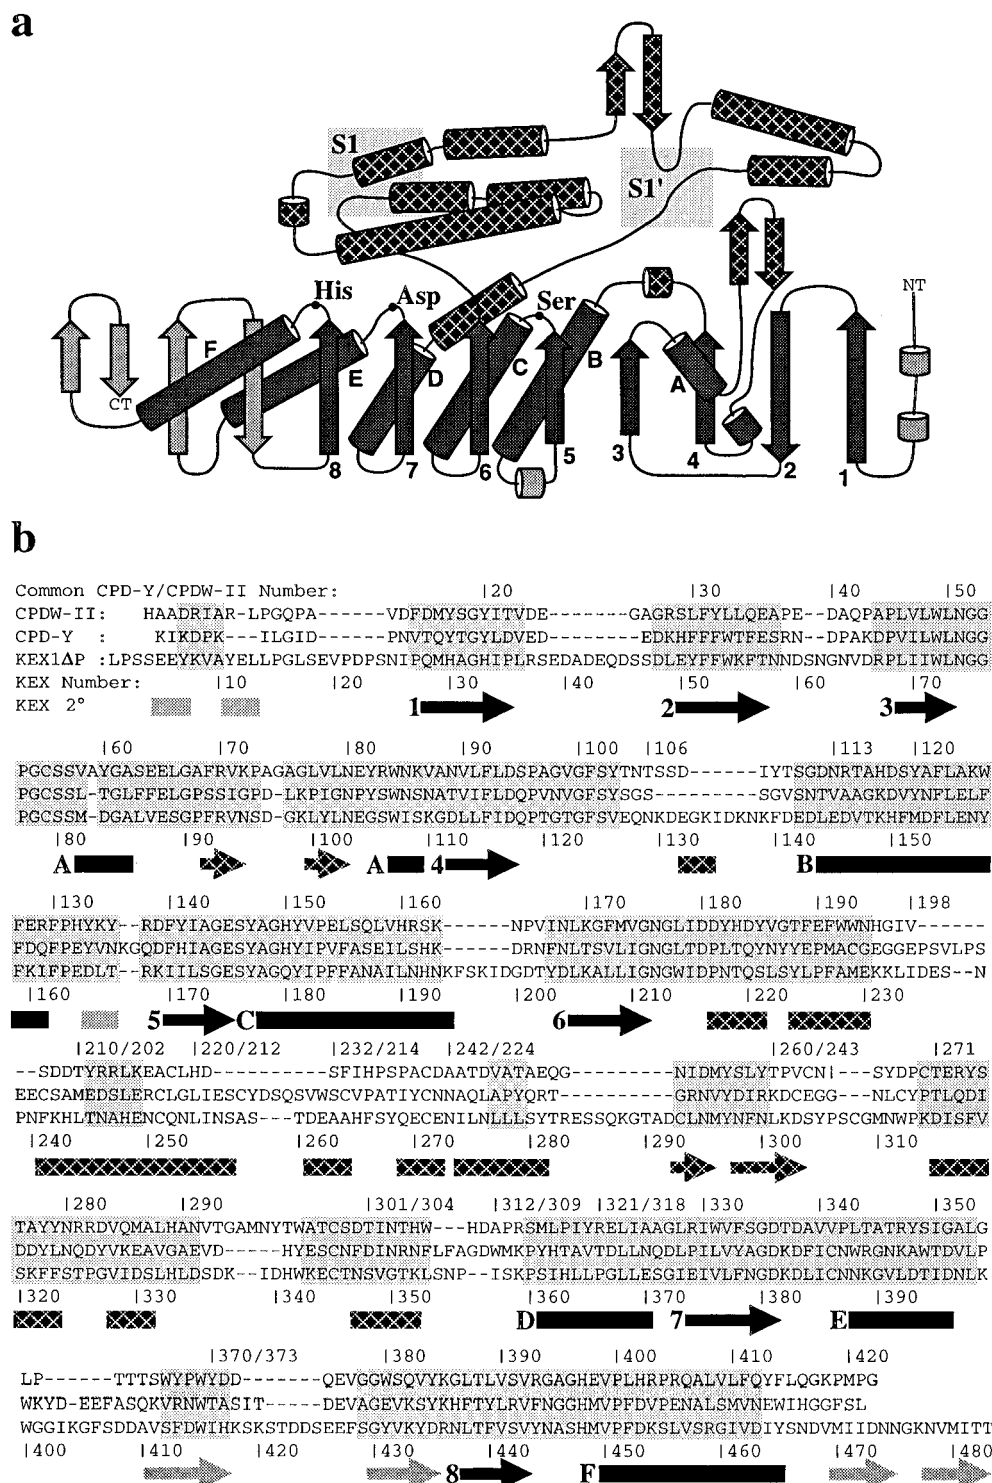 a
S1
S1'
His
Asp
Ser
NT
F
E
D
C
B
A
CT
8
7
6
5
3
4
2
1
b
Common CPD-Y/CPDW-II Number: |20 |30 |40 |50
CPDW-II: HAADRIAR-LPGQPA------VDFDMYSGYITVDE-------GAGRSLFYLLQEAPE--DAQPAPLVLWLNGG
CPD-Y : KIKDPK---ILGID------PNVTQYTGYLDVED---------EDKHFFFWTFESRN--DPAKDPVILWLNGG
KEX1ΔP :LPSSEEYKVAYELLPGLSEVPDPSNIPQMHAGHIPLRSEDADEQDSSDLEYFFWKFTNNDSNGNVDRPLIIWLNGG
KEX Number: |10 |20 |30 |40 |50 |60 |70
KEX 2° 1 2 3
|60 |70 |80 |90 |100 |106 |113 |120
PGCSSVAYGASEELGAFRVKPAGAGLVLNEYRWNKVANVLFLDSPAGVGFSYTNTSSD------IYTSGDNRTAHDSYAFLAKW
PGCSSL-TGLFFELGPSSIGPD-LKPIGNPYSWNSNATVIFLDQPVNVGFSYSGS---------SGVSNTVAAGKDVYNFLELF
PGCSSM-DGALVESGPFRVNSD-GKLYLNEGSWISKGDLLFIDQPTGTGFSVEQNKDEGKIDKNKFDEDLEDVTKHFMDFLENY
|80 |90 |100 |110 |120 |130 |140 |150
A A 4 B
|130 |140 |150 |160 |170 |180 |190 |198
FERFPHYKY--RDFYIAGESYAGHYVPELSQLVHRSK------NPVINLKGFMVGNGLIDDYHDYVGTFEFWWNHGIV-----
FDQFPEYVNKGQDFHIAGESYAGHYIPVFASEILSHK------DRNFNLTSVLIGNGLTDPLTQYNYYEPMACGEGGEPSVLPS
FKIFPEDLT--RKIILSGESYAGQYIPFFANAILNHNKFSKIDGDTYDLKALLIGNGWIDPNTQSLSYLPFAMEKKLIDES--N
|160 |170 |180 |190 |200 |210 |220 |230
5 C 6
|210/202 |220/212 |232/214 |242/224 |260/243 |271
--SDDTYRRLKEACLHD----------SFIHPSPACDAATDVATAEQG---------NIDMYSLYTPVCNI---SYDPCTERYS
EECSAMEDSLERCLGLIESCYDSQSVWSCVPATIYCNNAQLAPYQRT----------GRNVYDIRKDCEGG---NLCYPTLQDI
PNFKHLTNAHENCQNLINSAS---TDEAAHFSYQECENILNLLLSYTRESSQKGTADCLNMYNFNLKDSYPSCGMNWPKDISFV
|240 |250 |260 |270 |280 |290 |300 |310
|280 |290 |301/304 |312/309 |321/318 |330 |340 |350
TAYYNRRDVQMALHANVTGAMNYTWATCSDTINTHW---HDAPRSMLPIYRELIAAGLRIWVFSGDTDAVVPLTATRYSIGALG
DDYLNQDYVKEAVGAEVD-----HYESCNFDINRNFLFAGDWMKPYHTAVTDLLNQDLPILVYAGDKDFICNWRGNKAWTDVLP
SKFFSTPGVIDSLHLDSDK--IDHWKECTNSVGTKLSNP--ISKPSIHLLPGLLESGIEIVLFNGDKDLICNNKGVLDTIDNLK
|320 |330 |340 |350 |360 |370 |380 |390
D 7 E
|370/373 |380 |390 |400 |410 |420
LP------TTTSWYPWYDD-------QEVGGWSQVYKGLTLVSVRGAGHEVPLHRPRQALVLFQYFLQGKPMPG
WKYD-EEFASQKVRNWTASIT-----DEVAGEVKSYKHFTYLRVFNGGHMVPFDVPENALSMVNEWIHGGFSL
WGGIKGFSDDAVSFDWIHKSKSTDDSEEFSGYVKYDRNLTFVSVYNASHMVPFDKSLVSRGIVDIYSNDVMIIDNNGKNVMITT
|400 |410 |420 |430 |440 |450 |460 |470 |480
8 F